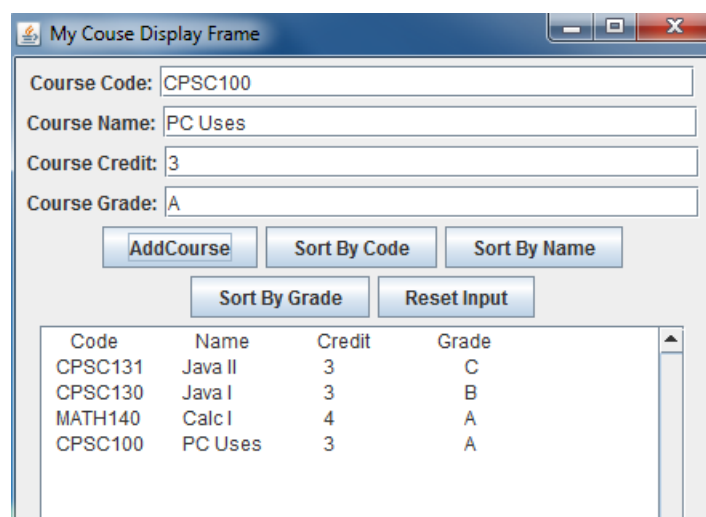 My Couse Display Frame
Course Code: CPSC100
Course Name: PC Uses
Course Credit: 3
Course Grade: A
AddCourse Sort By Code Sort By Name
Sort By Grade Reset Input
Code Name Credit Grade
CPSC131 Java II 3 C
CPSC130 Java I 3 B
MATH140 Calc I 4 A
CPSC100 PC Uses 3 A